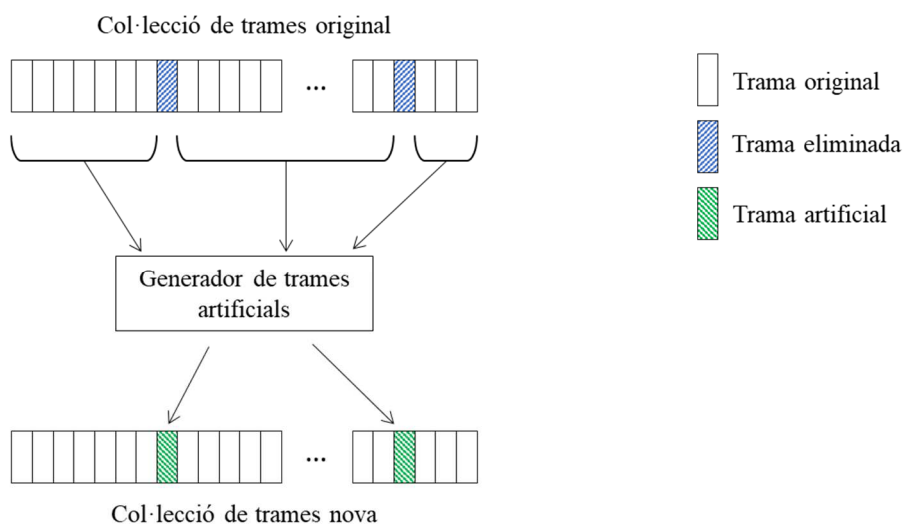 Col·lecció de trames original
...
Trama original
Trama eliminada
Trama artificial
Generador de trames
artificials
...
Col·lecció de trames nova